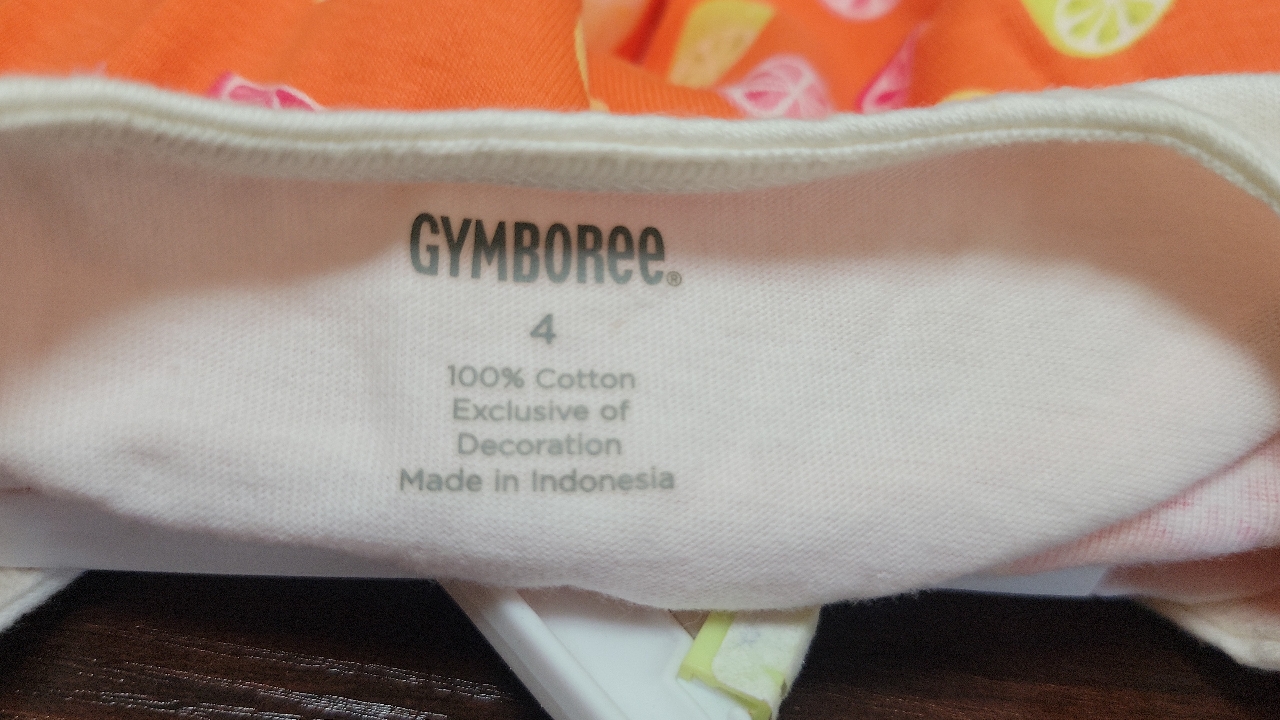 GYMBOREE®
4
100% Cotton
Exclusive of
Decoration
Made in Indonesia